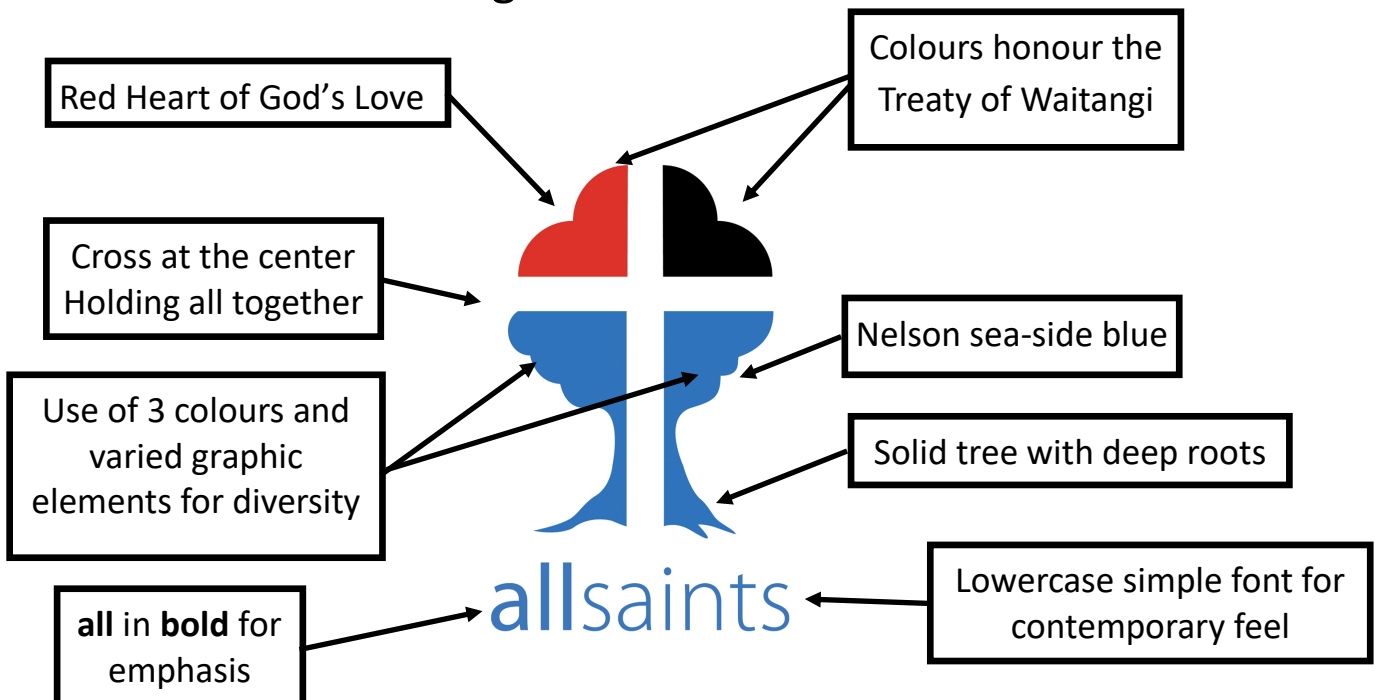 Red Heart of God’s Love
Colours honour the
Treaty of Waitangi
Cross at the center
Holding all together
Nelson sea-side blue
Use of 3 colours and
varied graphic
elements for diversity
Solid tree with deep roots
allsaints
Lowercase simple font for
contemporary feel
all in bold for
emphasis